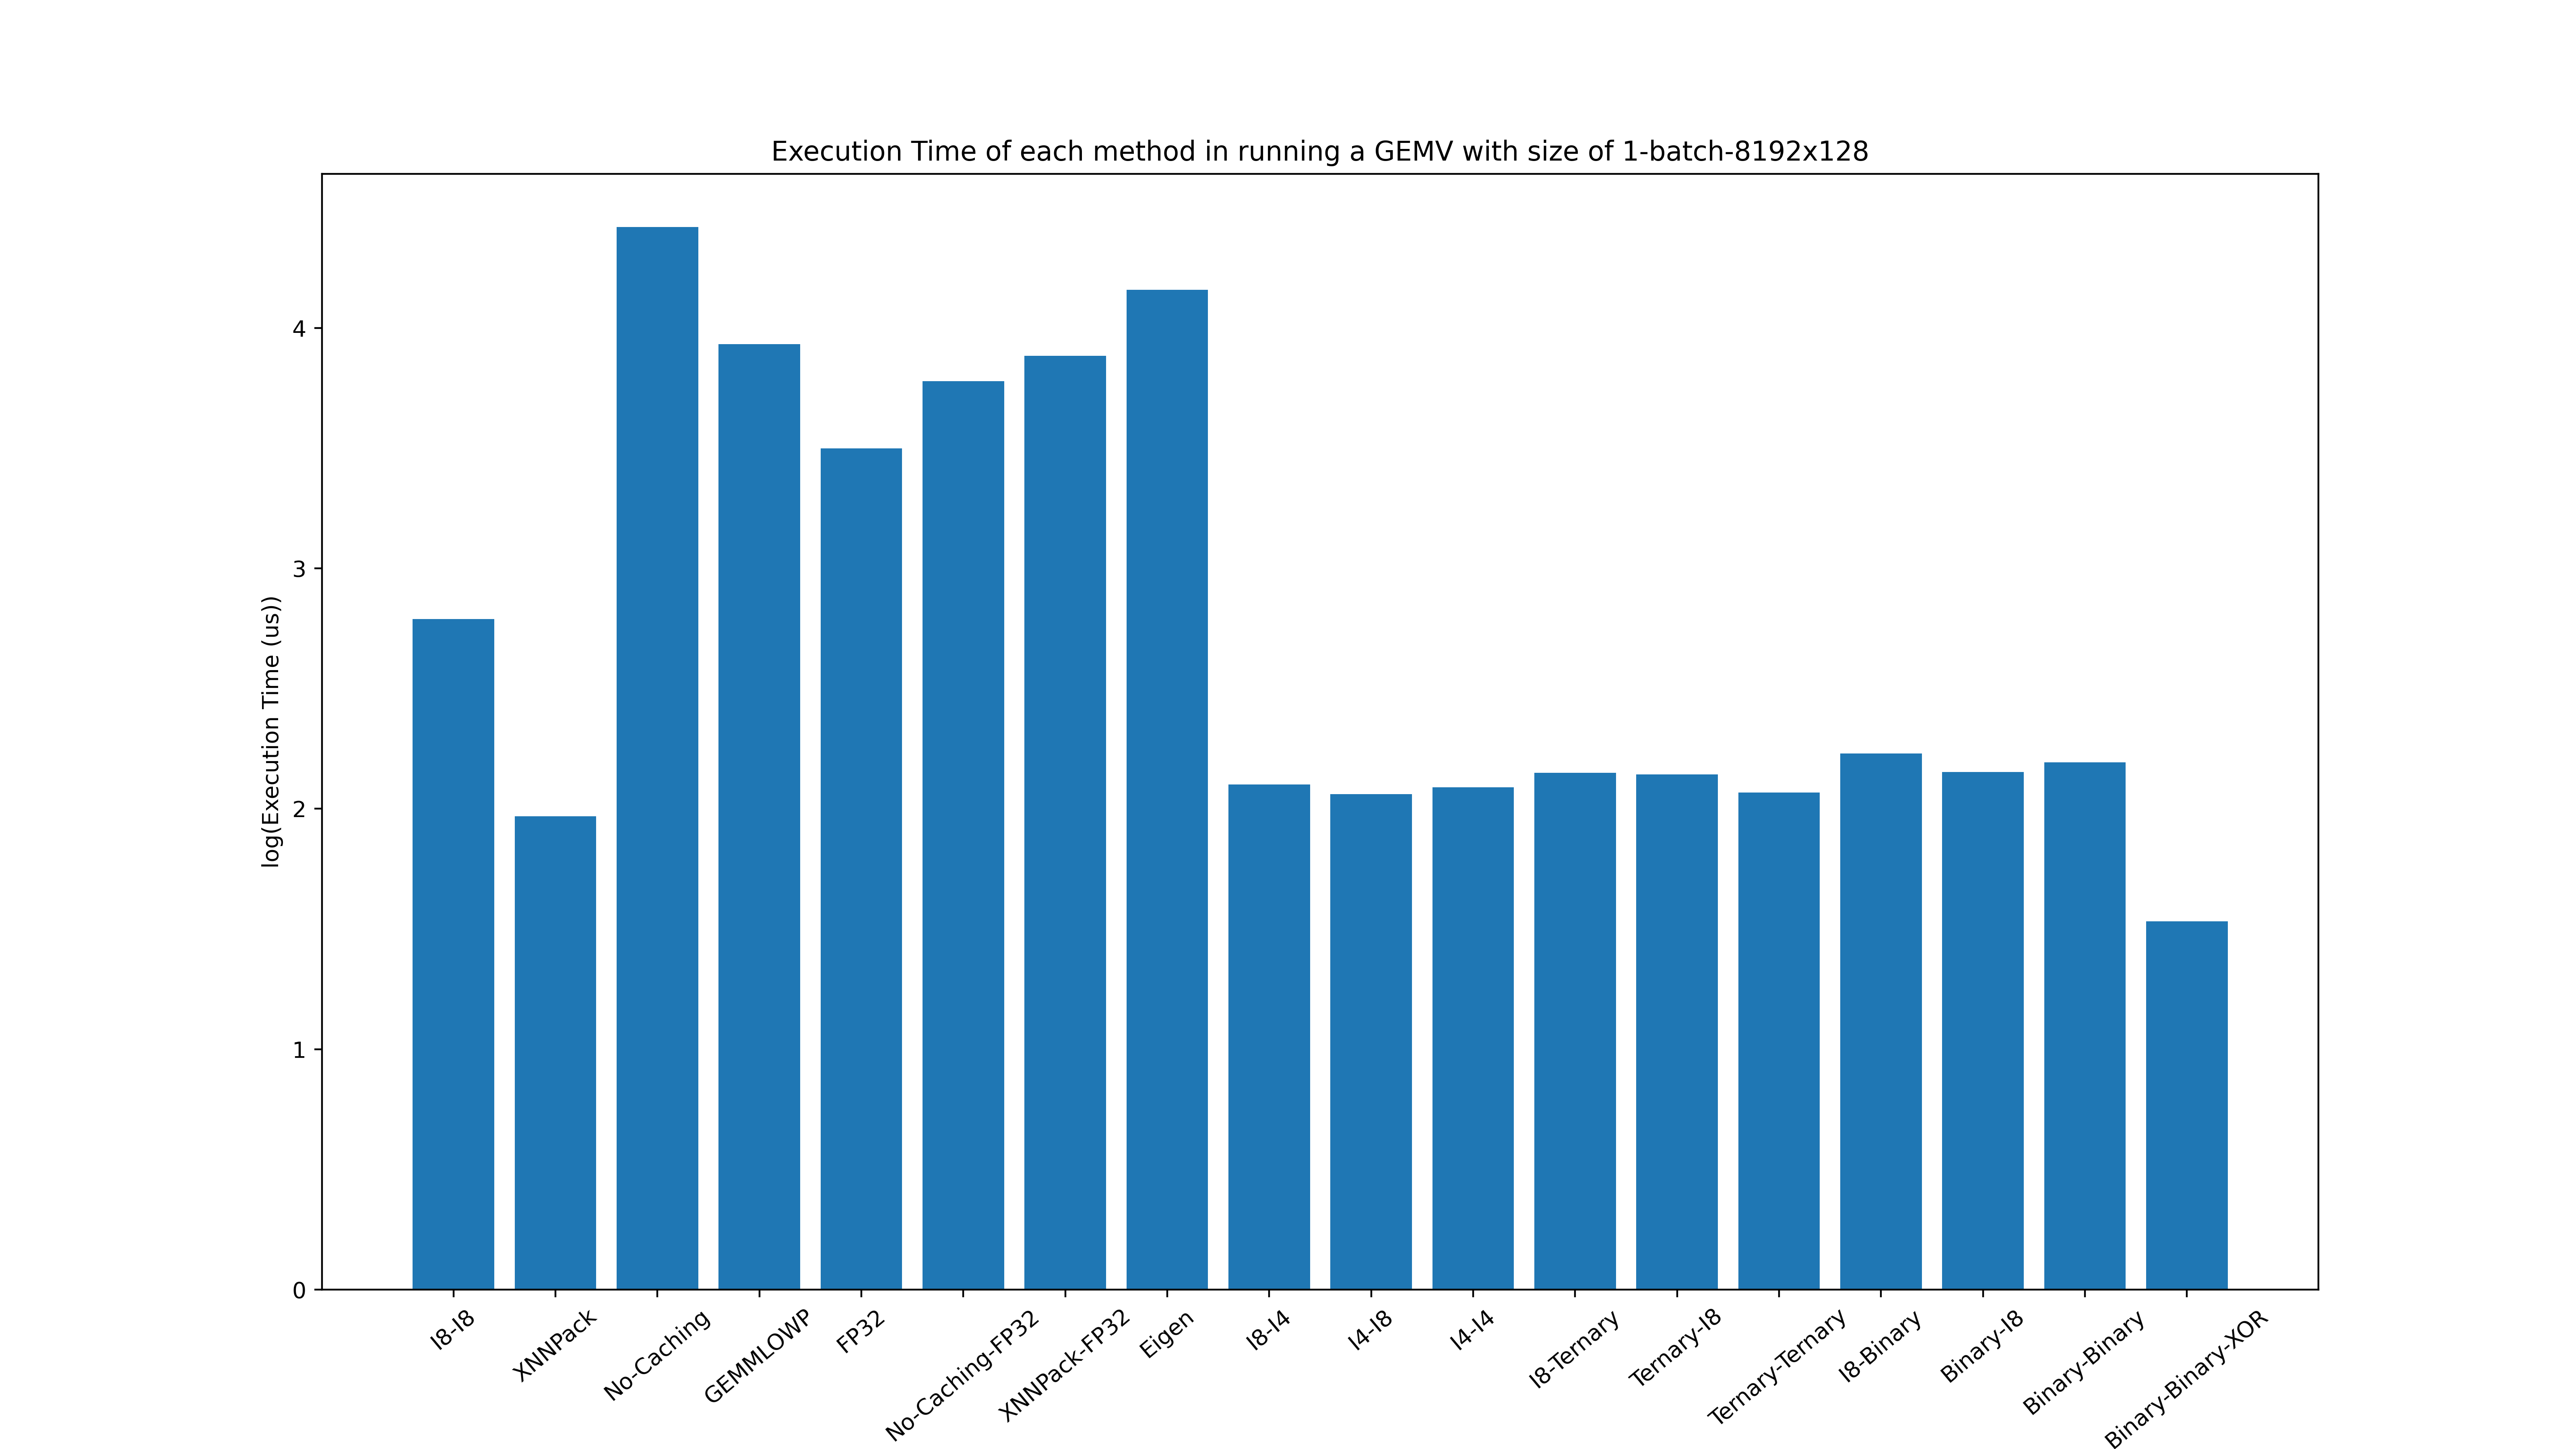 Execution Time of each method in running a GEMV with size of 1-batch-8192x128
log(Execution Time (us))
4
3
2
1
0
I8-I8
XNNPack
No-Caching
GEMMLOWP
FP32
No-Caching-FP32
XNNPack-FP32
Eigen
I8-I4
I4-I8
I4-I4
I8-Ternary
Ternary-I8
Ternary-Ternary
I8-Binary
Binary-I8
Binary-Binary
Binary-Binary-XOR